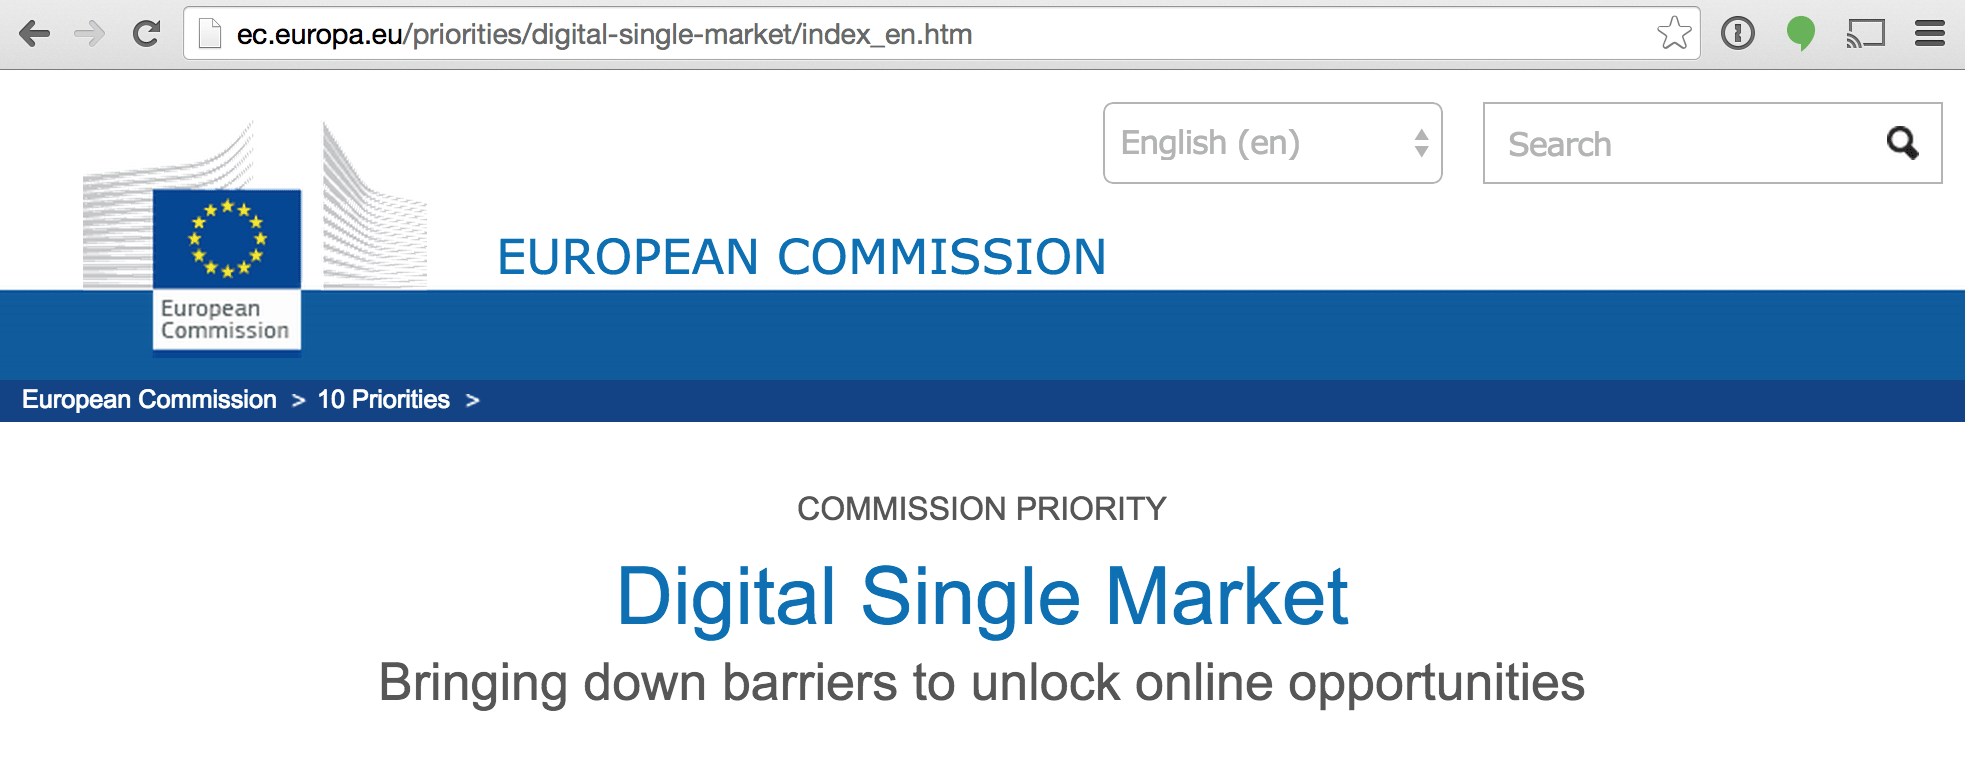 ec.europa.eu/priorities/digital-single-market/index_en.htm
English (en)
Search
EUROPEAN COMMISSION
European
Commission
European Commission > 10 Priorities >
COMMISSION PRIORITY
Digital Single Market
Bringing down barriers to unlock online opportunities